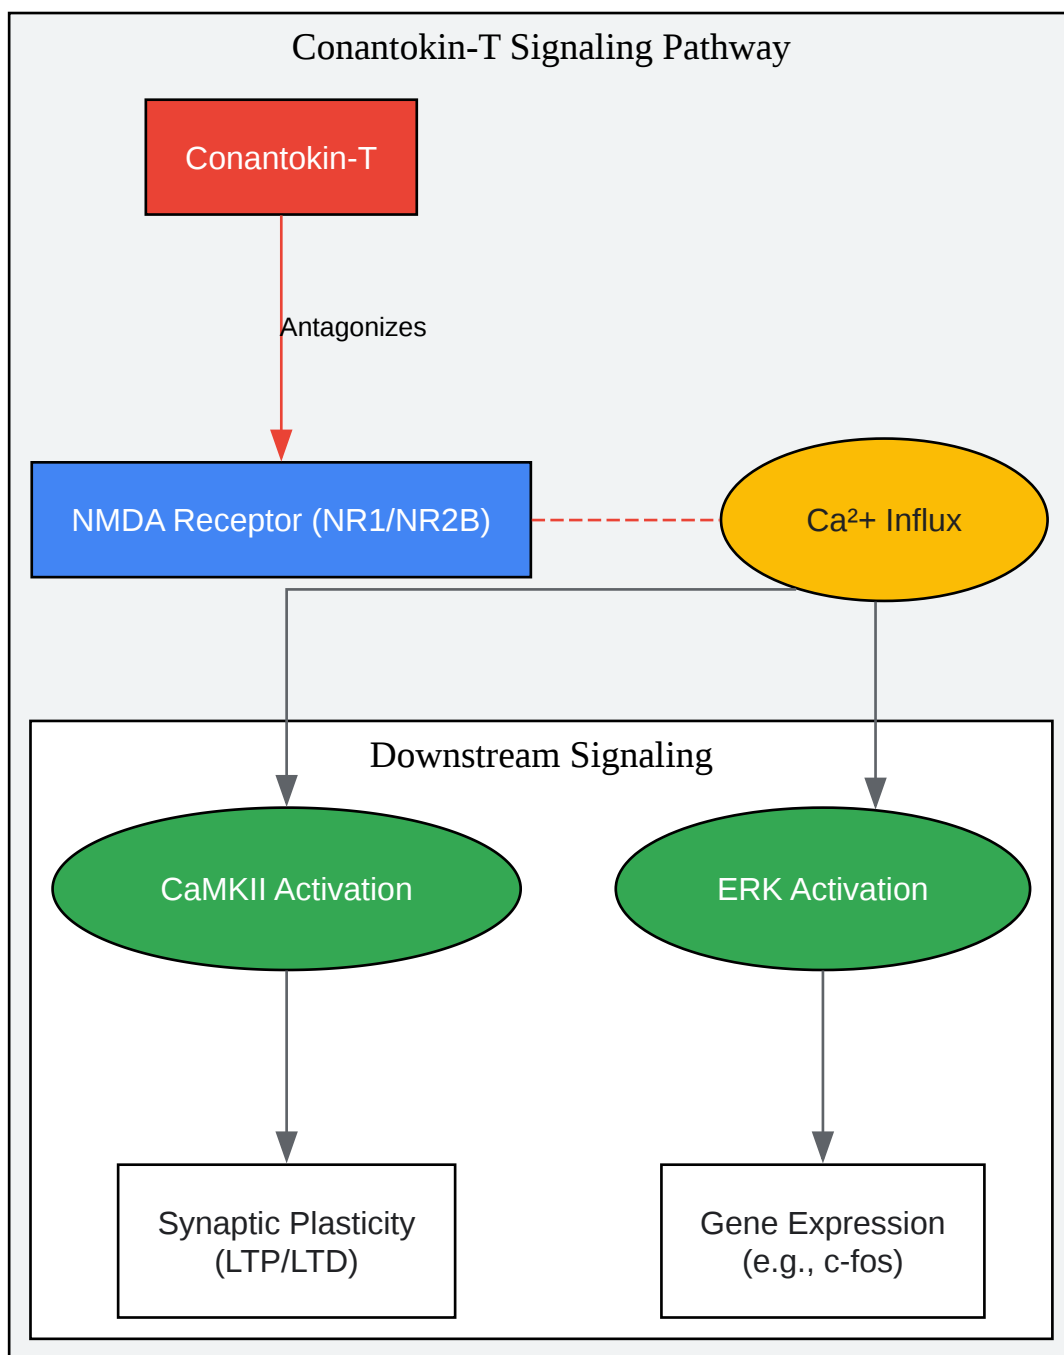 Conantokin-T Signaling Pathway
Conantokin-T
Antagonizes
NMDA Receptor (NR1/NR2B)
Ca²+ Influx
Downstream Signaling
CaMKII Activation
ERK Activation
Synaptic Plasticity
(LTP/LTD)
Gene Expression
(e.g., c-fos)